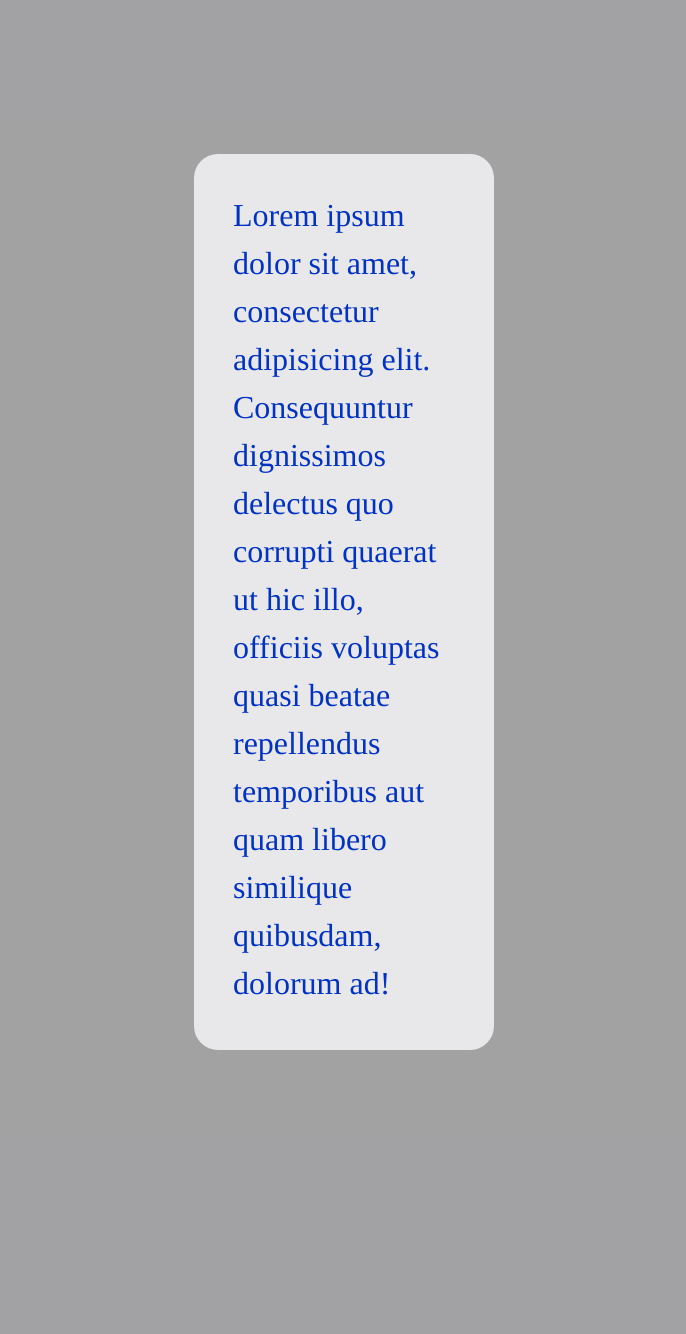 Lorem ipsum
dolor sit amet,
consectetur
adipisicing elit.
Consequuntur
dignissimos
delectus quo
corrupti quaerat
ut hic illo,
officiis voluptas
quasi beatae
repellendus
temporibus aut
quam libero
similique
quibusdam,
dolorum ad!